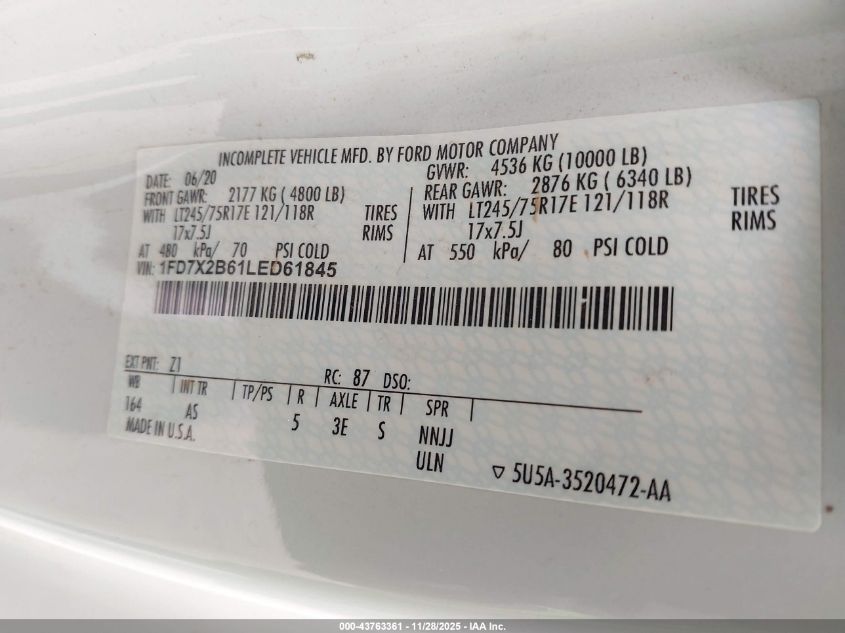 INCOMPLETE VEHICLE MFD. BY FORD MOTOR COMPANY
DATE: 06/20 GVWR: 4536 KG (10000 LB)
FRONT GAWR: 2177 KG ( 4800 LB) REAR GAWR: 2876 KG ( 6340 LB)
WITH LT245/75R17E 121/118R TIRES WITH LT245/75R17E 121/118R TIRES
17x7.5J RIMS 17x7.5J RIMS
AT 480 kPa/ 70 PSI COLD AT 550 kPa/ 80 PSI COLD
VIN: 1FD7X2B61LED61845
EXT PNT: Z1 RC: 87 DSO:
WB INT TR TP/PS R AXLE TR SPR
164 AS 5 3E S NNJJ
MADE IN U.S.A. ULN
5U5A-3520472-AA
000-43763361 - 11/28/2025 - IAA Inc.